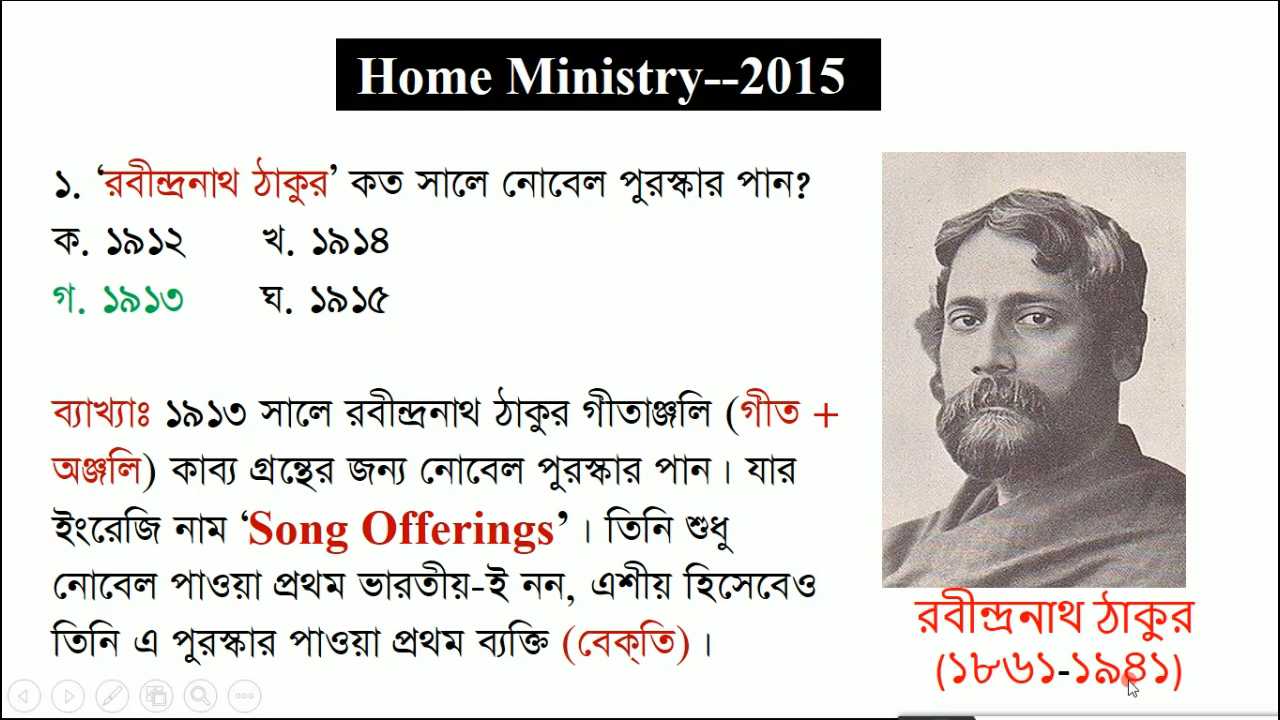 Home Ministry--2015
১. ‘রবীন্দ্রনাথ ঠাকুর’ কত সালে নোবেল পুরস্কার পান?
ক. ১৯১২ খ. ১৯১৪
গ. ১৯১৩ ঘ. ১৯১৫
ব্যাখ্যাঃ ১৯১৩ সালে রবীন্দ্রনাথ ঠাকুর গীতাঞ্জলি (গীত +
অঞ্জলি) কাব্য গ্রন্থের জন্য নোবেল পুরস্কার পান। যার
ইংরেজি নাম ‘Song Offerings’। তিনি শুধু
নোবেল পাওয়া প্রথম ভারতীয়-ই নন, এশীয় হিসেবেও
তিনি এ পুরস্কার পাওয়া প্রথম ব্যক্তি (বেক্‌তি)।
রবীন্দ্রনাথ ঠাকুর
(১৮৬১-১৯৪১)